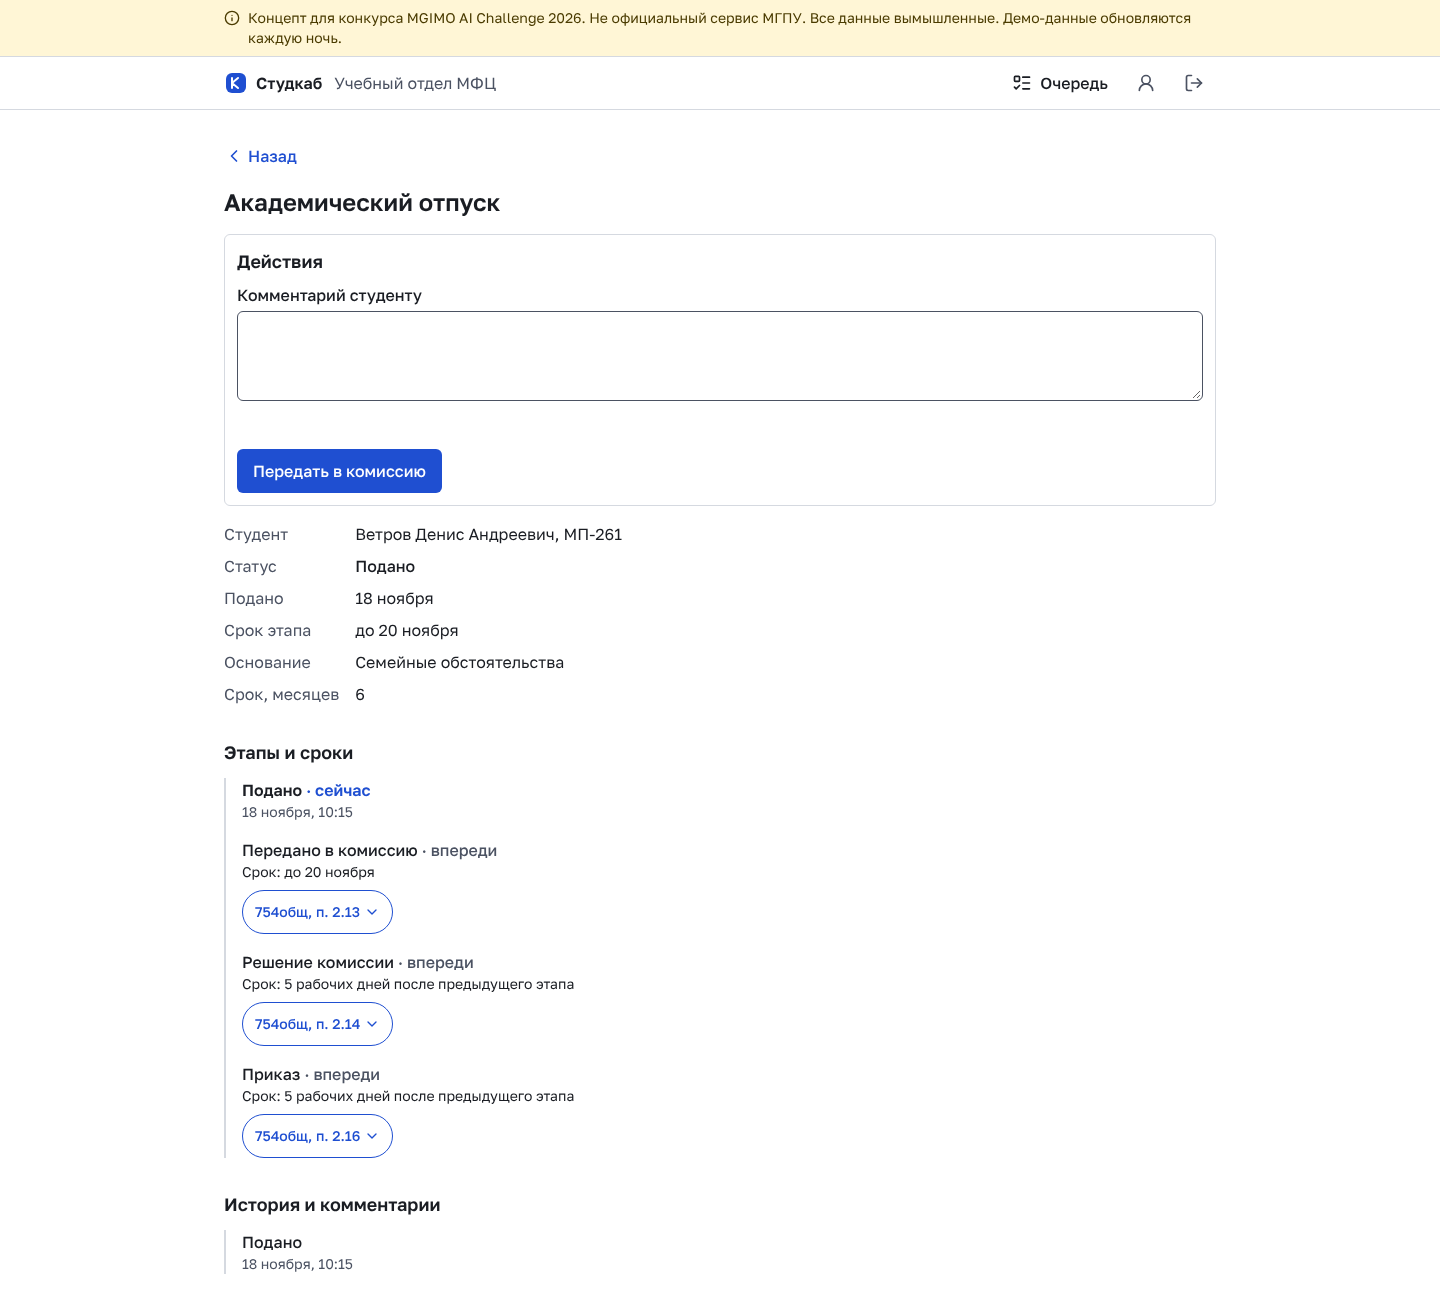 Концепт для конкурса MGIMO AI Challenge 2026. Не официальный сервис МГПУ. Все данные вымышленные. Демо-данные обновляются
каждую ночь.
Студкаб Учебный отдел МФЦ Очередь
Назад
Академический отпуск
Действия
Комментарий студенту
Передать в комиссию
Студент Ветров Денис Андреевич, МП-261
Статус Подано
Подано 18 ноября
Срок этапа до 20 ноября
Основание Семейные обстоятельства
Срок, месяцев 6
Этапы и сроки
Подано · сейчас
18 ноября, 10:15
Передано в комиссию · впереди
Срок: до 20 ноября
754общ, п. 2.13
Решение комиссии · впереди
Срок: 5 рабочих дней после предыдущего этапа
754общ, п. 2.14
Приказ · впереди
Срок: 5 рабочих дней после предыдущего этапа
754общ, п. 2.16
История и комментарии
Подано
18 ноября, 10:15